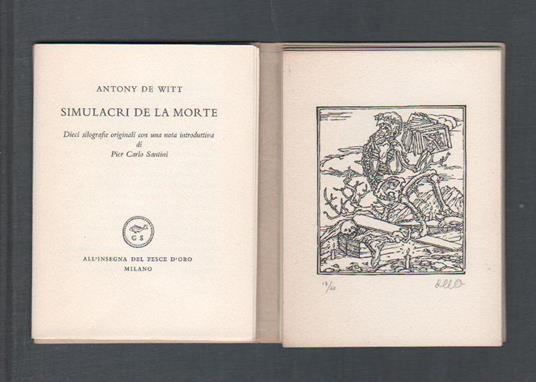 ANTONY DE WITT
SIMULACRI DE LA MORTE
Dieci silografie originali con una nota introduttiva
di
Pier Carlo Santini
G S
ALL'INSEGNA DEL PESCE D'ORO
MILANO